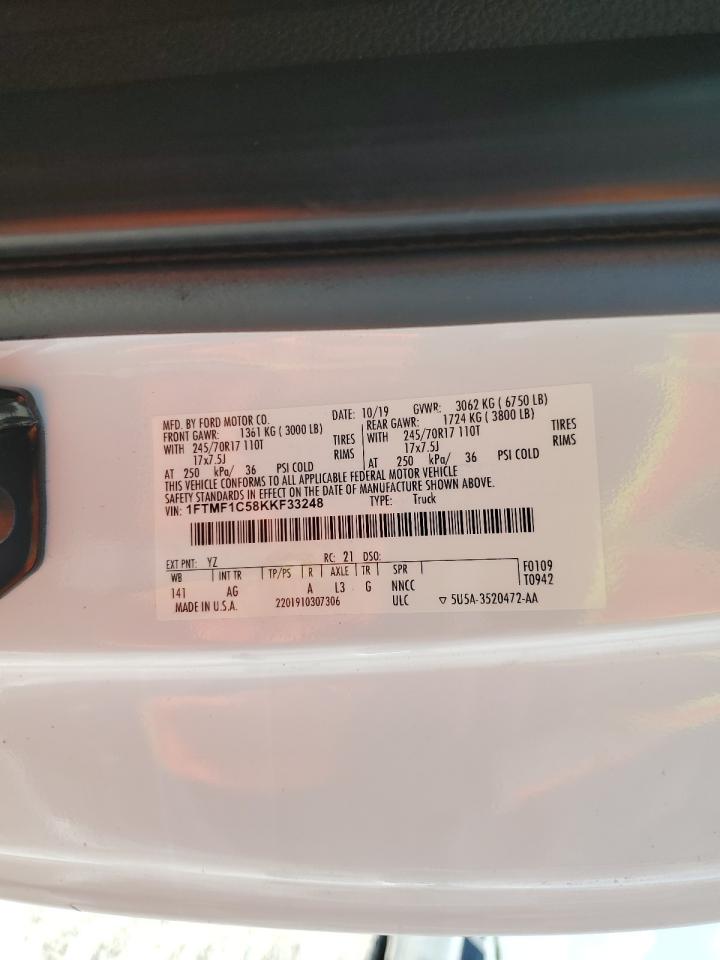 MFD. BY FORD MOTOR CO. DATE: 10/19 GVWR: 3062 KG ( 6750 LB)
FRONT GAWR: 1361 KG ( 3000 LB) REAR GAWR: 1724 KG ( 3800 LB)
WITH 245/70R17 110T TIRES WITH 245/70R17 110T TIRES
17x7.5J RIMS 17x7.5J RIMS
AT 250 kPa/ 36 PSI COLD AT 250 kPa/ 36 PSI COLD
THIS VEHICLE CONFORMS TO ALL APPLICABLE FEDERAL MOTOR VEHICLE
SAFETY STANDARDS IN EFFECT ON THE DATE OF MANUFACTURE SHOWN ABOVE.
VIN: 1FTMF1C58KKF33248 TYPE: Truck
EXT PNT: YZ RC: 21 DSO: F0109
WB INT TR TP/PS R AXLE TR SPR T0942
141 AG A L3 G NNCC
MADE IN U.S.A. 2201910307306 ULC ▽ 5U5A-3520472-AA